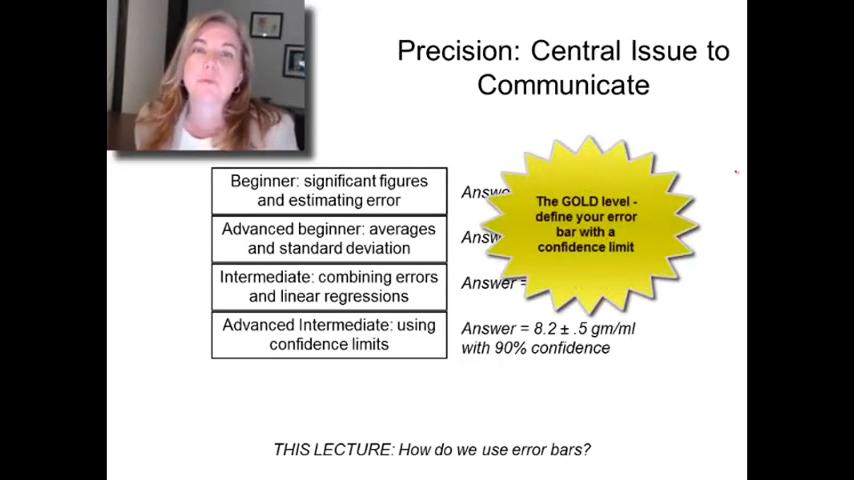 Precision: Central Issue to
Communicate
Beginner: significant figures
and estimating error
Advanced beginner: averages
and standard deviation
Intermediate: combining errors
and linear regressions
Advanced Intermediate: using
confidence limits
Answer =
Answer = 8.2 ± .5 gm/ml
with 90% confidence
The GOLD level -
define your error
bar with a
confidence limit
THIS LECTURE: How do we use error bars?